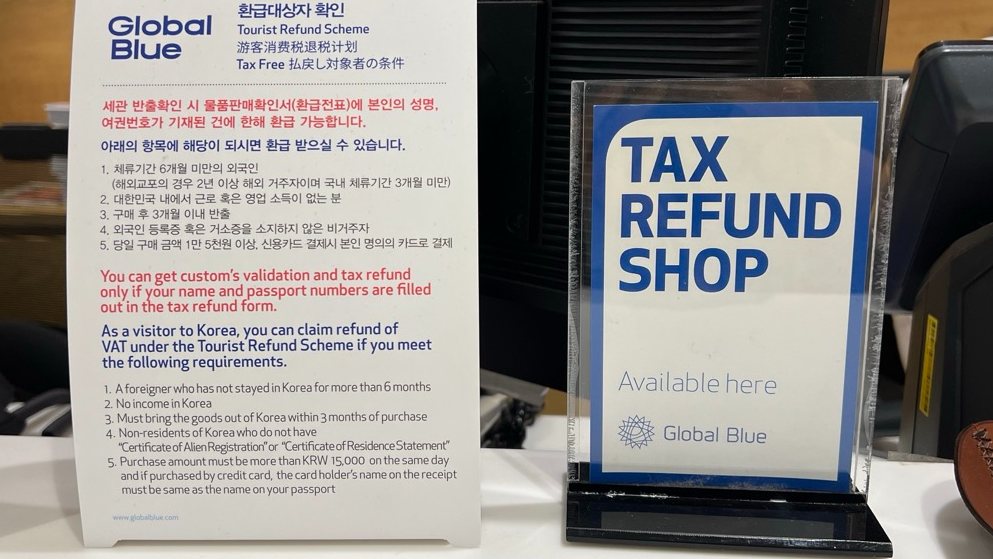 Global
Blue
환급대상자 확인
Tourist Refund Scheme
游客消费税退税计划
Tax Free 払戻し対象者の条件
세관 반출확인 시 물품판매확인서(환급전표)에 본인의 성명,
여권번호가 기재된 건에 한해 환급 가능합니다.
아래의 항목에 해당이 되시면 환급 받으실 수 있습니다.
1. 체류기간 6개월 미만의 외국인
(해외교포의 경우 2년 이상 해외 거주자이며 국내 체류기간 3개월 미만)
2. 대한민국 내에서 근로 혹은 영업 소득이 없는 분
3. 구매 후 3개월 이내 반출
4. 외국인 등록증 혹은 거소증을 소지하지 않은 비거주자
5. 당일 구매 금액 1만 5천원 이상, 신용카드 결제시 본인 명의의 카드로 결제
You can get custom's validation and tax refund
only if your name and passport numbers are filled
out in the tax refund form.
As a visitor to Korea, you can claim refund of
VAT under the Tourist Refund Scheme if you meet
the following requirements.
1. A foreigner who has not stayed in Korea for more than 6 months
2. No income in Korea
3. Must bring the goods out of Korea within 3 months of purchase
4. Non-residents of Korea who do not have
"Certificate of Alien Registration" or "Certificate of Residence Statement"
5. Purchase amount must be more than KRW 15,000 on the same day
and if purchased by credit card, the card holder's name on the receipt
must be same as the name on your passport
www.globalblue.com
TAX
REFUND
SHOP
Available here
Global Blue